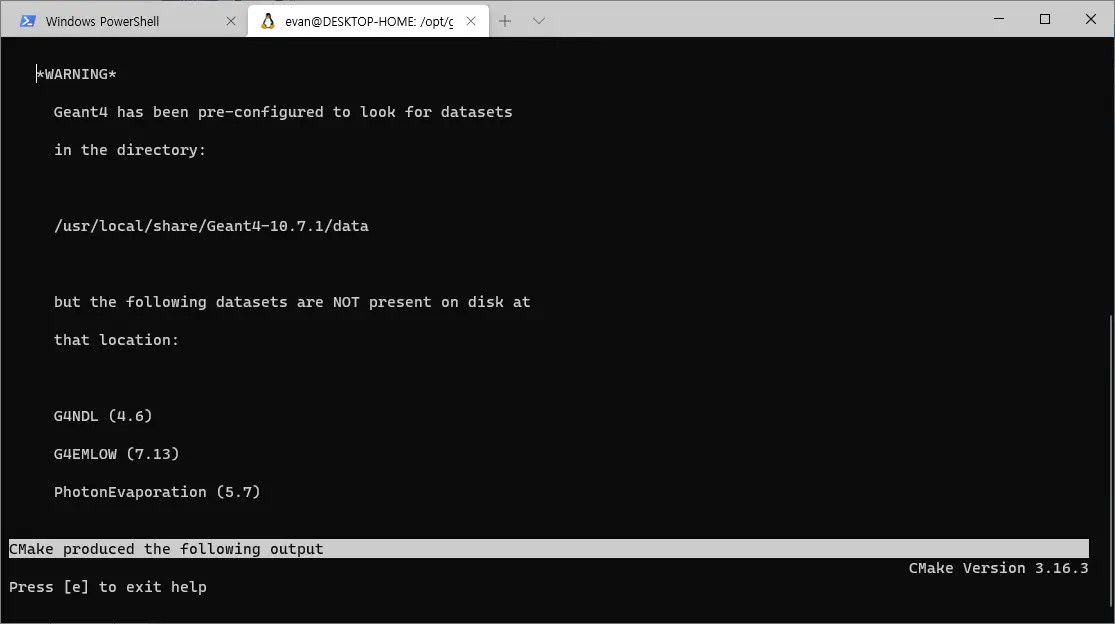 Windows PowerShell
evan@DESKTOP-HOME: /opt/g
*WARNING*
Geant4 has been pre-configured to look for datasets
in the directory:
/usr/local/share/Geant4-10.7.1/data
but the following datasets are NOT present on disk at
that location:
G4NDL (4.6)
G4EMLOW (7.13)
PhotonEvaporation (5.7)
CMake produced the following output
CMake Version 3.16.3
Press [e] to exit help